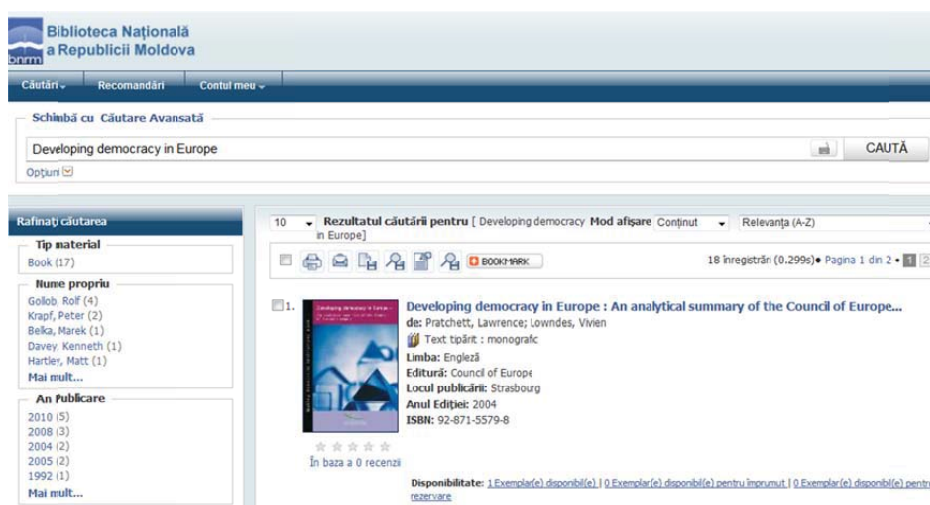 Biblioteca Națională
a Republicii Moldova
bnrm
Căutări
Recomandări
Contul meu
Schimbă cu Căutare Avansată
Developing democracy in Europe
CAUTĂ
Opțiuni
Rafinați căutarea
Tip material
Book (17)
Nume propriu
Gollob Rolf (4)
Krapf, Peter (2)
Belka, Marek (1)
Davey Kenneth (1)
Hartley, Matt (1)
Mai mult...
An Publicare
2010 (5)
2008 (3)
2004 (2)
2005 (2)
1992 (1)
Mai mult...
10 Rezultatul căutării pentru [ Developing democracy in Europe]
Mod afișare Conținut
Relevanța (A-Z)
BOOKMARK
18 înregistrări (0.299s) • Pagina 1 din 2 • 1 2
1.
Developing democracy in Europe : An analytical summary of the Council of Europe...
de: Pratchett, Lawrence; Lowndes, Vivien
Text tipărit : monografic
Limba: Engleză
Editură: Council of Europe
Locul publicării: Strasbourg
Anul Ediției: 2004
ISBN: 92-871-5579-8
În baza a 0 recenzii
Disponibilitate: 1 Exemplar(e) disponibil(e) | 0 Exemplar(e) disponibil(e) pentru împrumut | 0 Exemplar(e) disponibil(e) pentru
rezervare